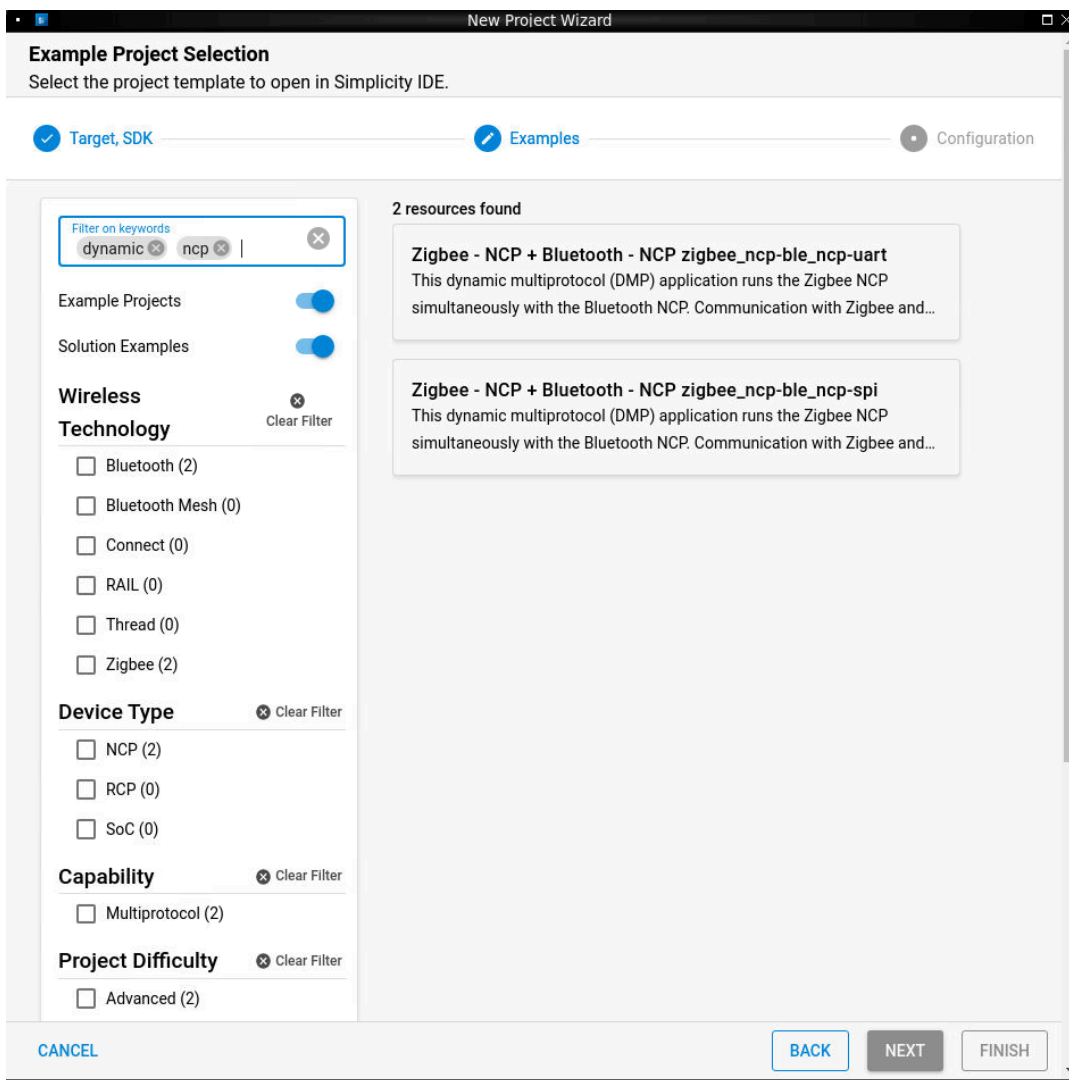 New Project Wizard
Example Project Selection
Select the project template to open in Simplicity IDE.
Target, SDK
Examples
Configuration
Filter on keywords
dynamic ncp
Example Projects
Solution Examples
Wireless
Technology
Clear Filter
Bluetooth (2)
Bluetooth Mesh (0)
Connect (0)
RAIL (0)
Thread (0)
Zigbee (2)
Device Type Clear Filter
NCP (2)
RCP (0)
SoC (0)
Capability Clear Filter
Multiprotocol (2)
Project Difficulty Clear Filter
Advanced (2)
2 resources found
Zigbee - NCP + Bluetooth - NCP zigbee_ncp-ble_ncp-uart
This dynamic multiprotocol (DMP) application runs the Zigbee NCP
simultaneously with the Bluetooth NCP. Communication with Zigbee and…
Zigbee - NCP + Bluetooth - NCP zigbee_ncp-ble_ncp-spi
This dynamic multiprotocol (DMP) application runs the Zigbee NCP
simultaneously with the Bluetooth NCP. Communication with Zigbee and…
CANCEL
BACK
NEXT
FINISH